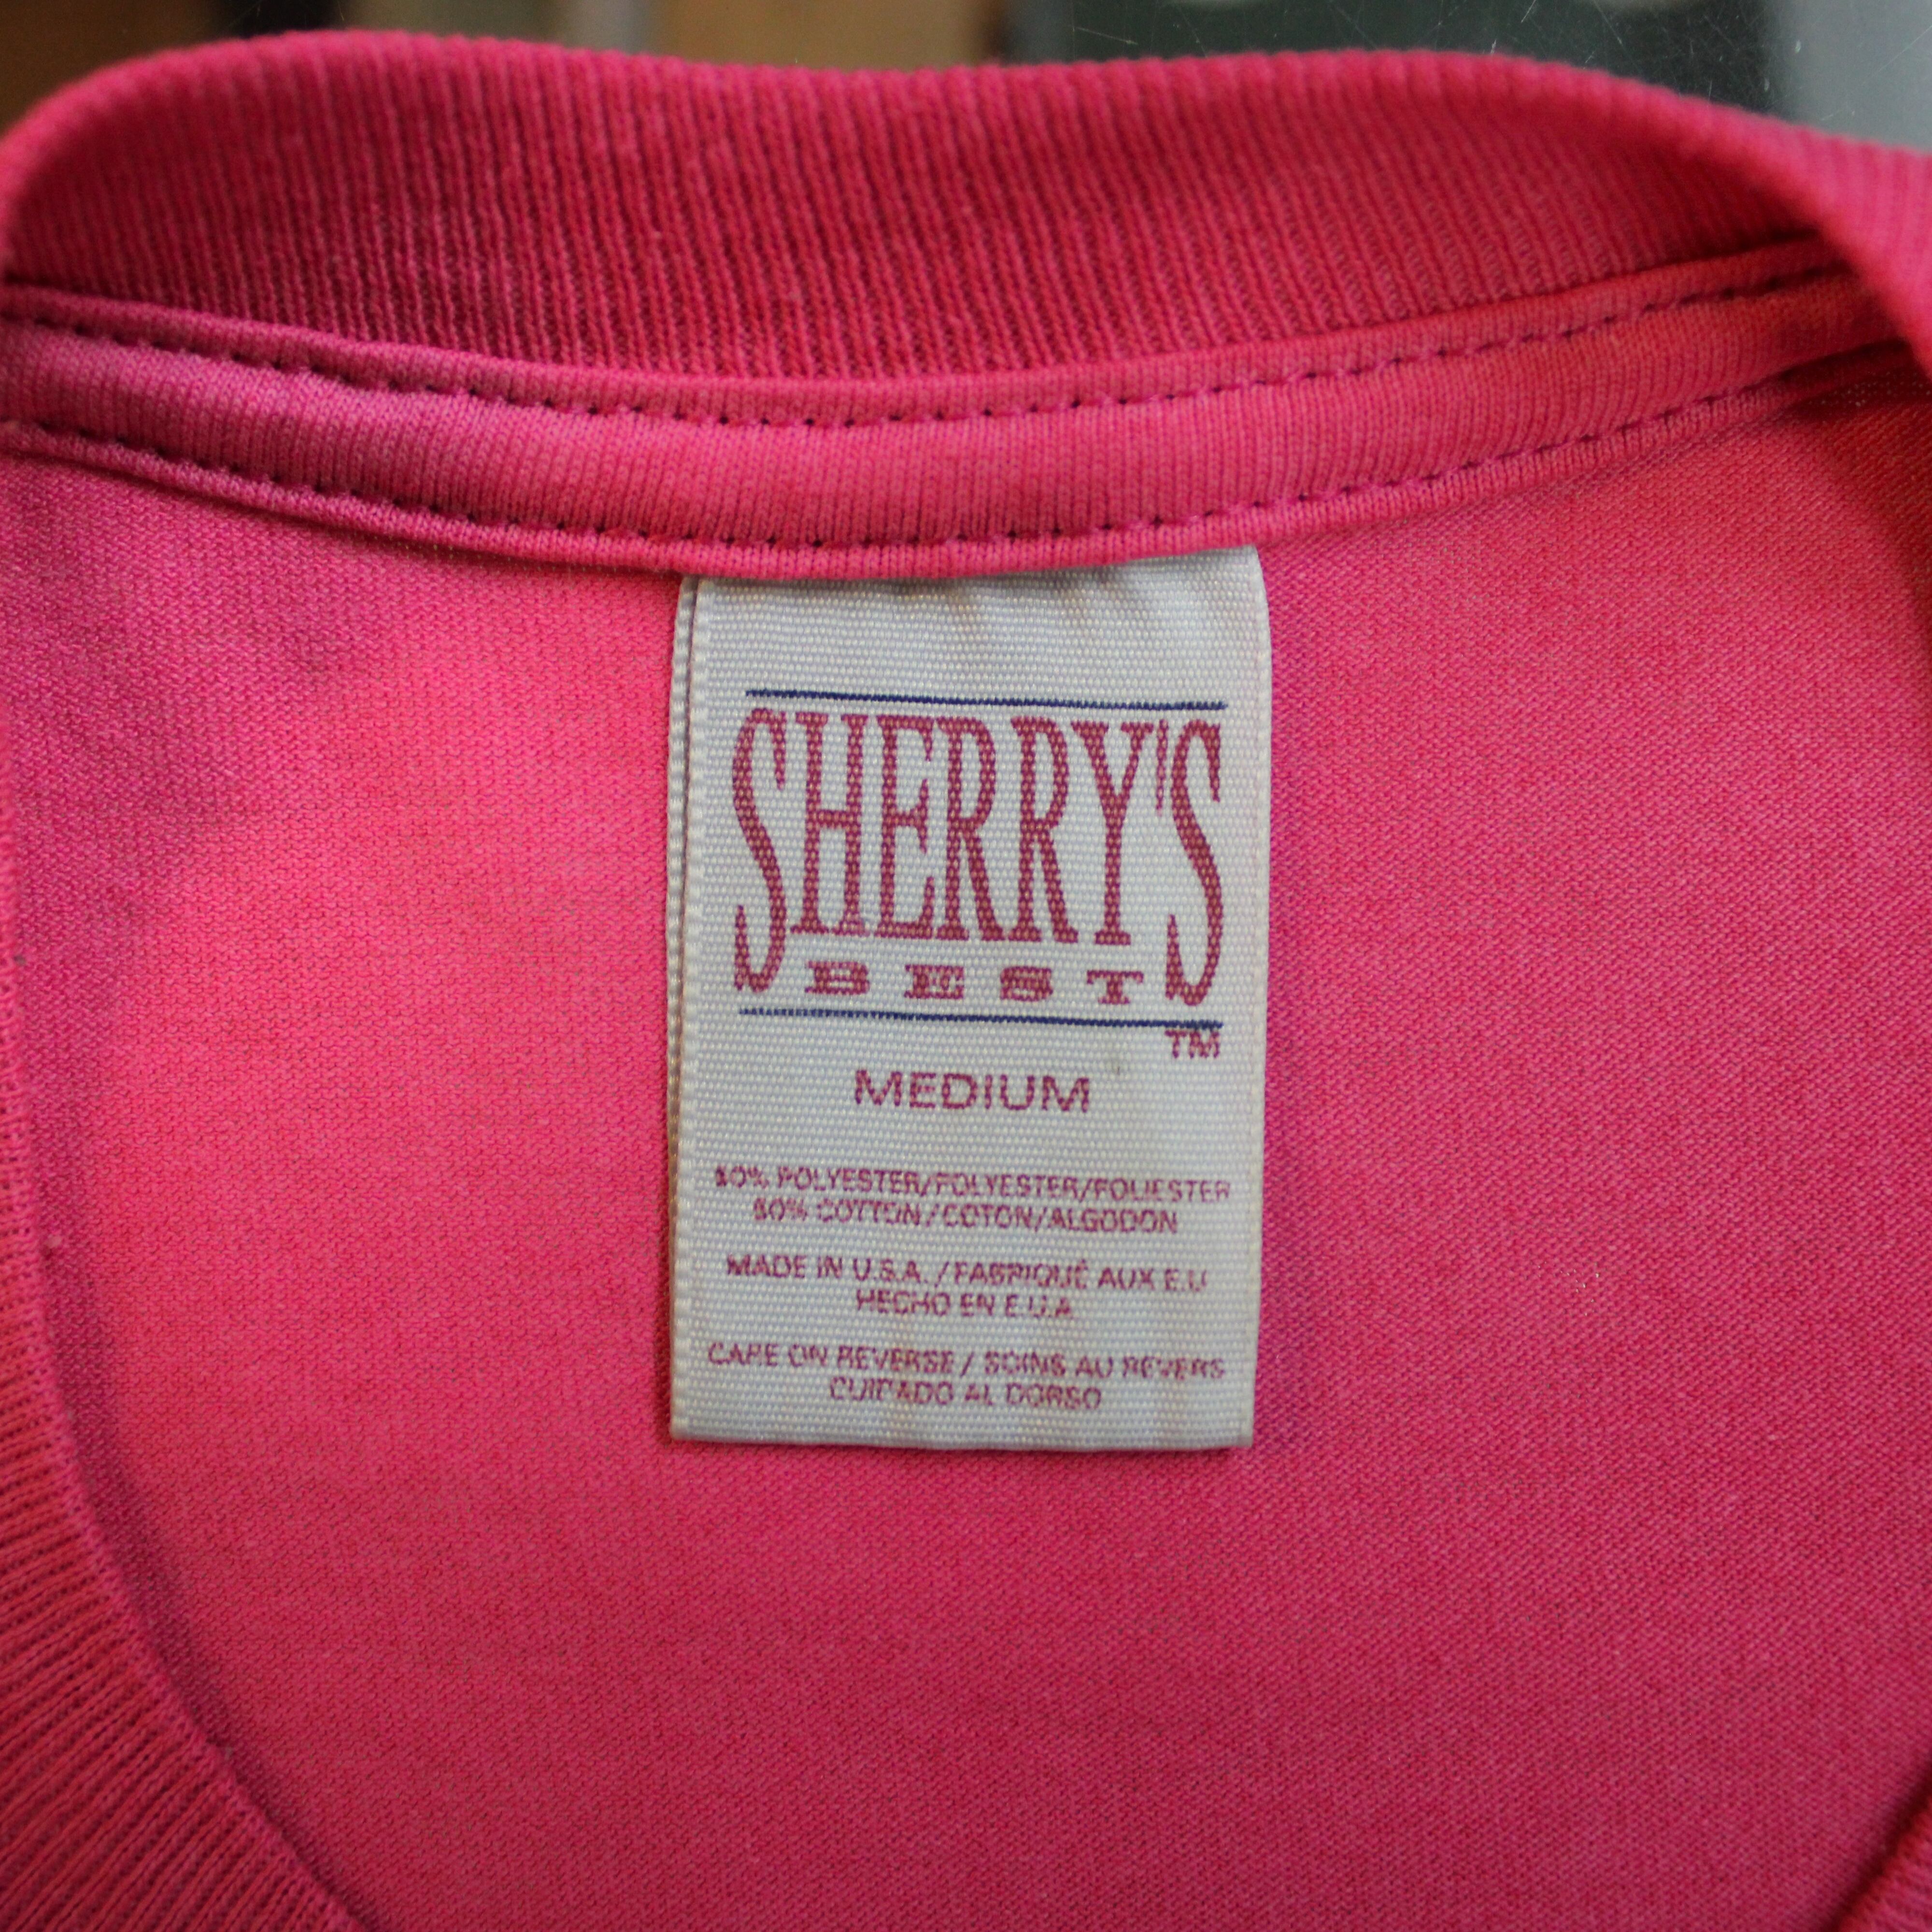 SHERRY'S
BEST
TM
MEDIUM
50% POLYESTER/POLYESTER/POLIESTER
50% COTTON/COTON/ALGODON
MADE IN U.S.A. / FABRIQUÉ AUX E.U.
HECHO EN E.U.A.
CARE ON REVERSE / SOINS AU REVERS
CUIDADO AL DORSO